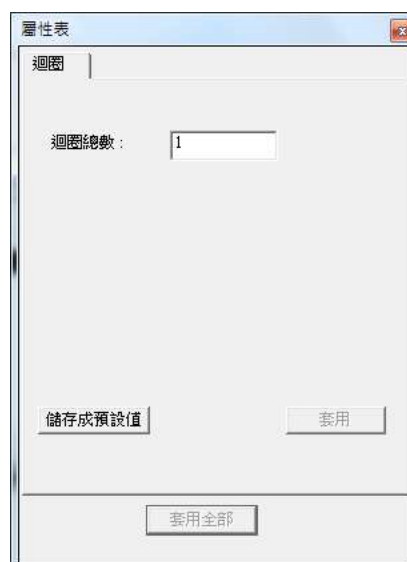 屬性表
迴圈
迴圈總數：
1
儲存成預設值
套用
套用全部